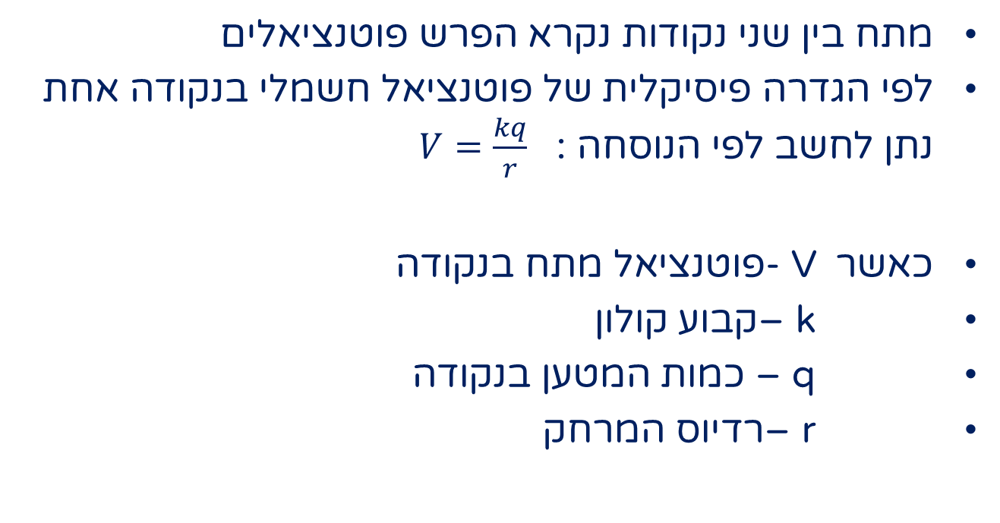 • מתח בין שני נקודות נקרא הפרש פוטנציאלים
• לפי הגדרה פיסיקלית של פוטנציאל חשמלי בנקודה אחת
נתן לחשב לפי הנוסחה : V = kq/r
• כאשר V -פוטנציאל מתח בנקודה
• k –קבוע קולון
• q – כמות המטען בנקודה
• r –רדיוס המרחק